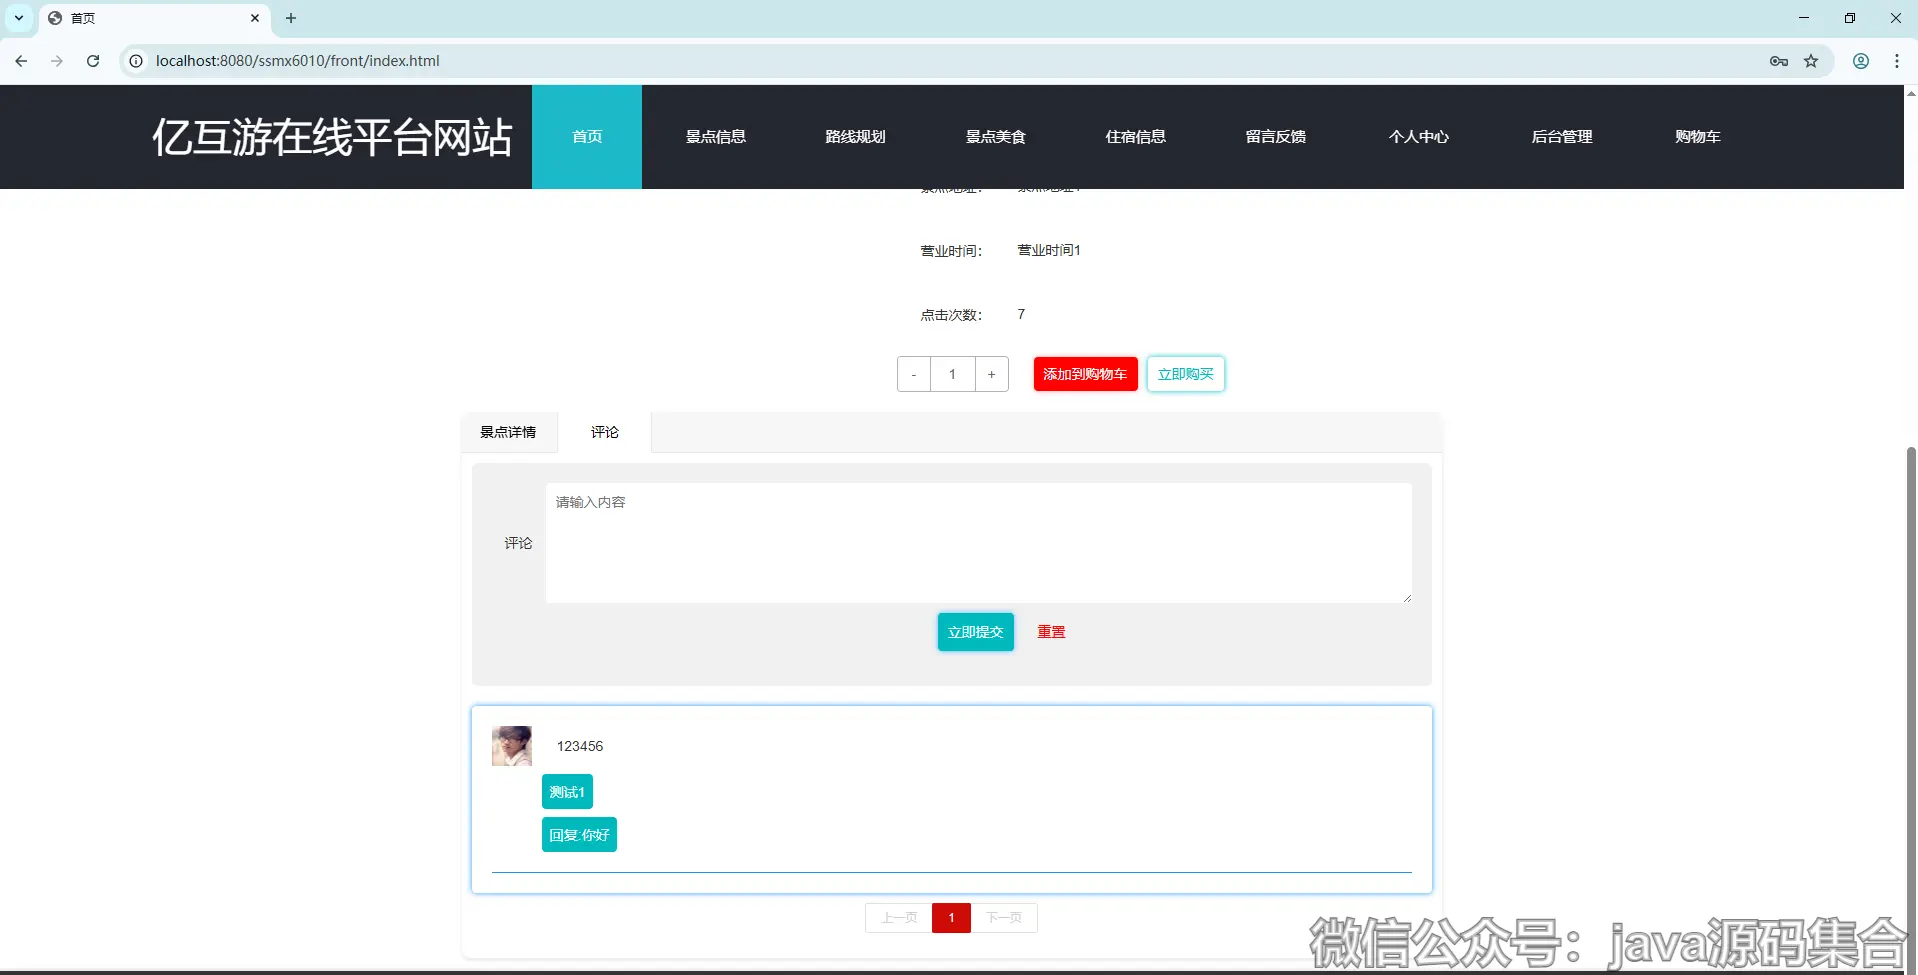 首页
localhost:8080/ssmx6010/front/index.html
亿互游在线平台网站 首页 景点信息 路线规划 景点美食 住宿信息 留言反馈 个人中心 后台管理 购物车
营业时间： 营业时间1
点击次数： 7
- 1 + 添加到购物车 立即购买
景点详情 评论
请输入内容
评论
立即提交 重置
123456
测试1
回复:你好
上一页 1 下一页
微信公众号：java源码集合